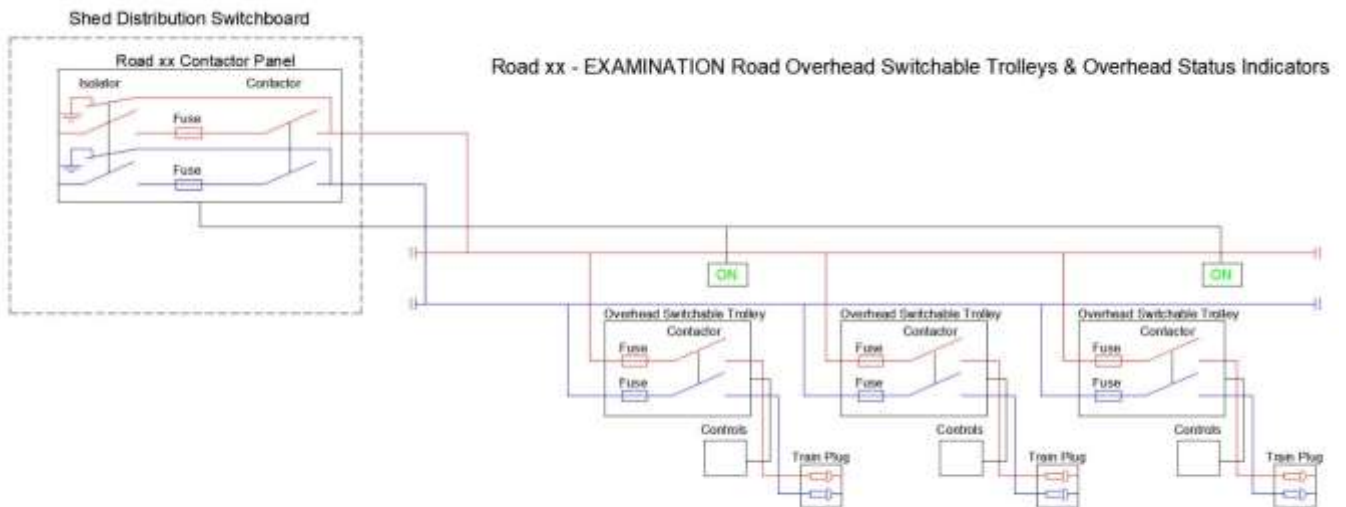 Shed Distribution Switchboard
Road xx Contactor Panel
Road xx - EXAMINATION Road Overhead Switchable Trolleys & Overhead Status Indicators
Isolator
Contactor
Fuse
Fuse
ON
ON
Overhead Switchable Trolley
Overhead Switchable Trolley
Overhead Switchable Trolley
Contactor
Contactor
Contactor
Fuse
Fuse
Fuse
Fuse
Fuse
Fuse
Controls
Controls
Controls
Train Plug
Train Plug
Train Plug